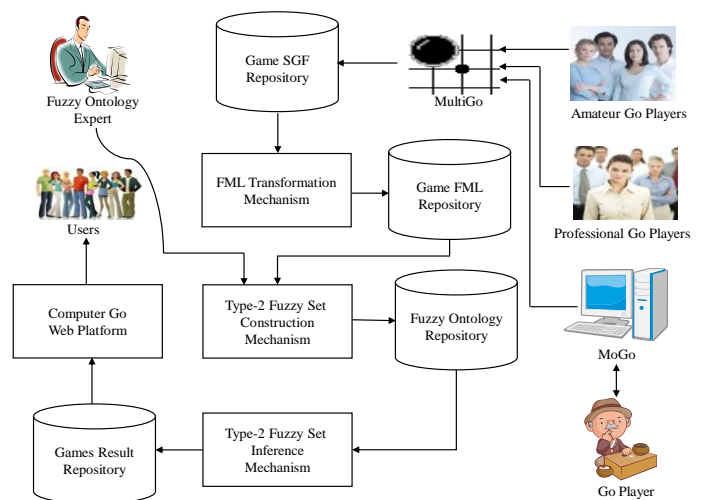 Game SGF
Repository
MultiGo
Fuzzy Ontology
Expert
Amateur Go Players
FML Transformation
Mechanism
Game FML
Repository
Users
Professional Go Players
Computer Go
Web Platform
Type-2 Fuzzy Set
Construction
Mechanism
Fuzzy Ontology
Repository
MoGo
Games Result
Repository
Type-2 Fuzzy Set
Inference
Mechanism
Go Player